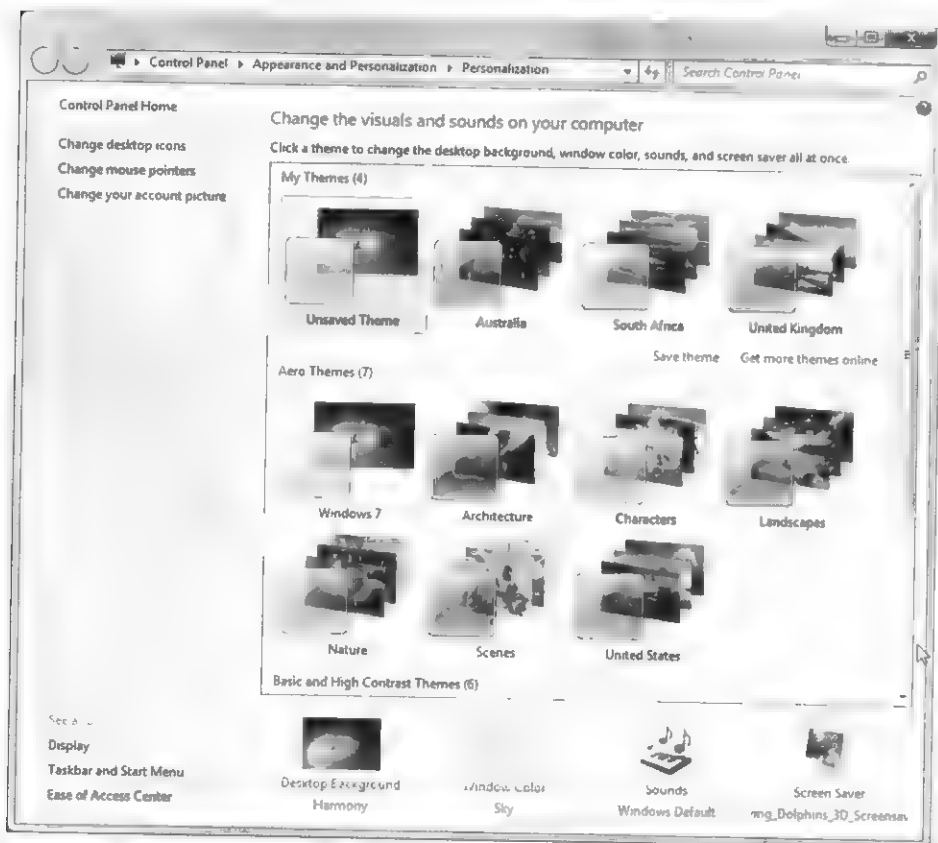 Control Panel ▸ Appearance and Personalization ▸ Personalization
Search Control Panel
Control Panel Home
Change desktop icons
Change mouse pointers
Change your account picture
Change the visuals and sounds on your computer
Click a theme to change the desktop background, window color, sounds, and screen saver all at once.
My Themes (4)
Unsaved Theme
Australia
South Africa
United Kingdom
Save theme
Get more themes online
Aero Themes (7)
Windows 7
Architecture
Characters
Landscapes
Nature
Scenes
United States
Basic and High Contrast Themes (6)
See a
Display
Taskbar and Start Menu
Ease of Access Center
Desktop Background
Harmony
Window Color
Sky
Sounds
Windows Default
Screen Saver
ng_Dolphins_3D_Screensav